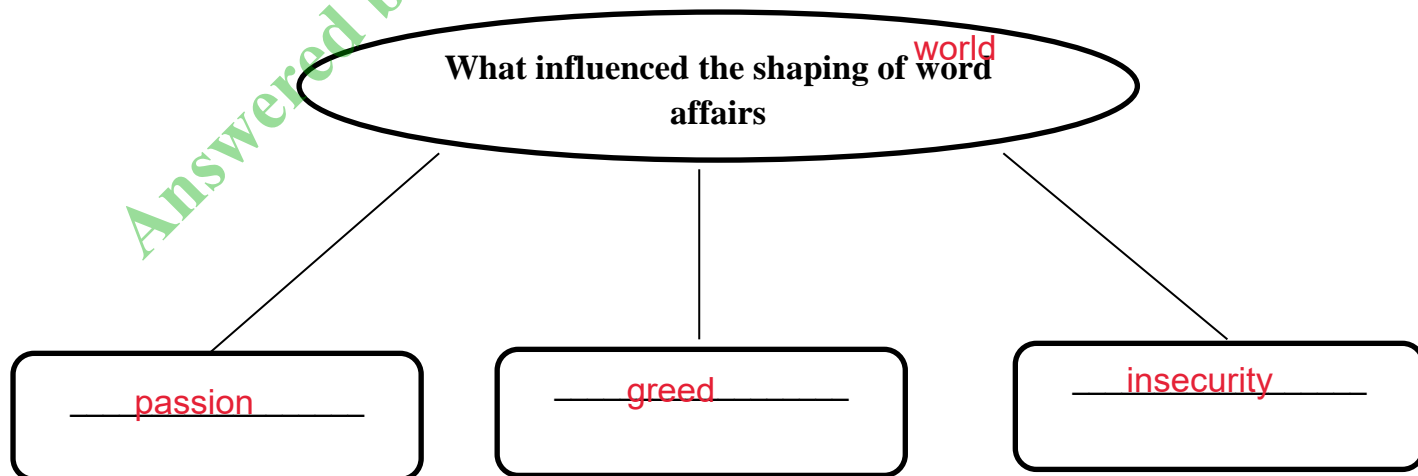 Answered b
world
What influenced the shaping of word
affairs
passion
greed
insecurity